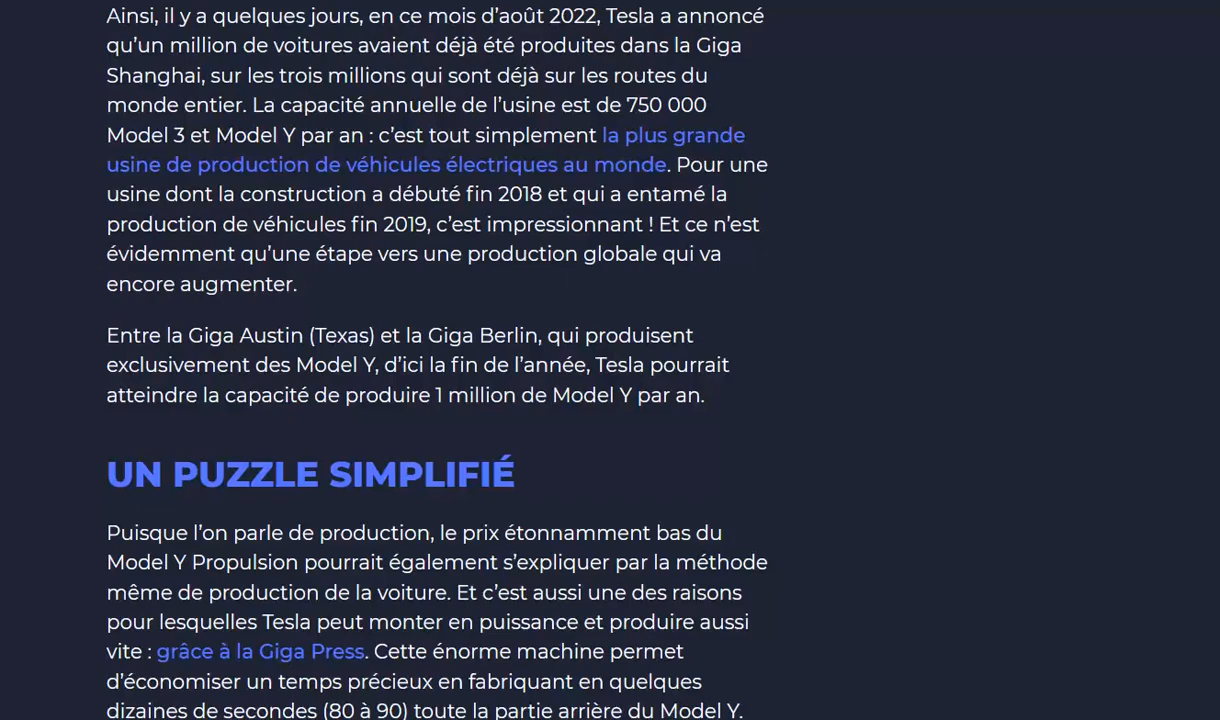 Ainsi, il y a quelques jours, en ce mois d’août 2022, Tesla a annoncé
qu’un million de voitures avaient déjà été produites dans la Giga
Shanghai, sur les trois millions qui sont déjà sur les routes du
monde entier. La capacité annuelle de l’usine est de 750 000
Model 3 et Model Y par an : c’est tout simplement la plus grande
usine de production de véhicules électriques au monde. Pour une
usine dont la construction a débuté fin 2018 et qui a entamé la
production de véhicules fin 2019, c’est impressionnant ! Et ce n’est
évidemment qu’une étape vers une production globale qui va
encore augmenter.
Entre la Giga Austin (Texas) et la Giga Berlin, qui produisent
exclusivement des Model Y, d’ici la fin de l’année, Tesla pourrait
atteindre la capacité de produire 1 million de Model Y par an.
UN PUZZLE SIMPLIFIÉ
Puisque l’on parle de production, le prix étonnamment bas du
Model Y Propulsion pourrait également s’expliquer par la méthode
même de production de la voiture. Et c’est aussi une des raisons
pour lesquelles Tesla peut monter en puissance et produire aussi
vite : grâce à la Giga Press. Cette énorme machine permet
d’économiser un temps précieux en fabriquant en quelques
dizaines de secondes (80 à 90) toute la partie arrière du Model Y.